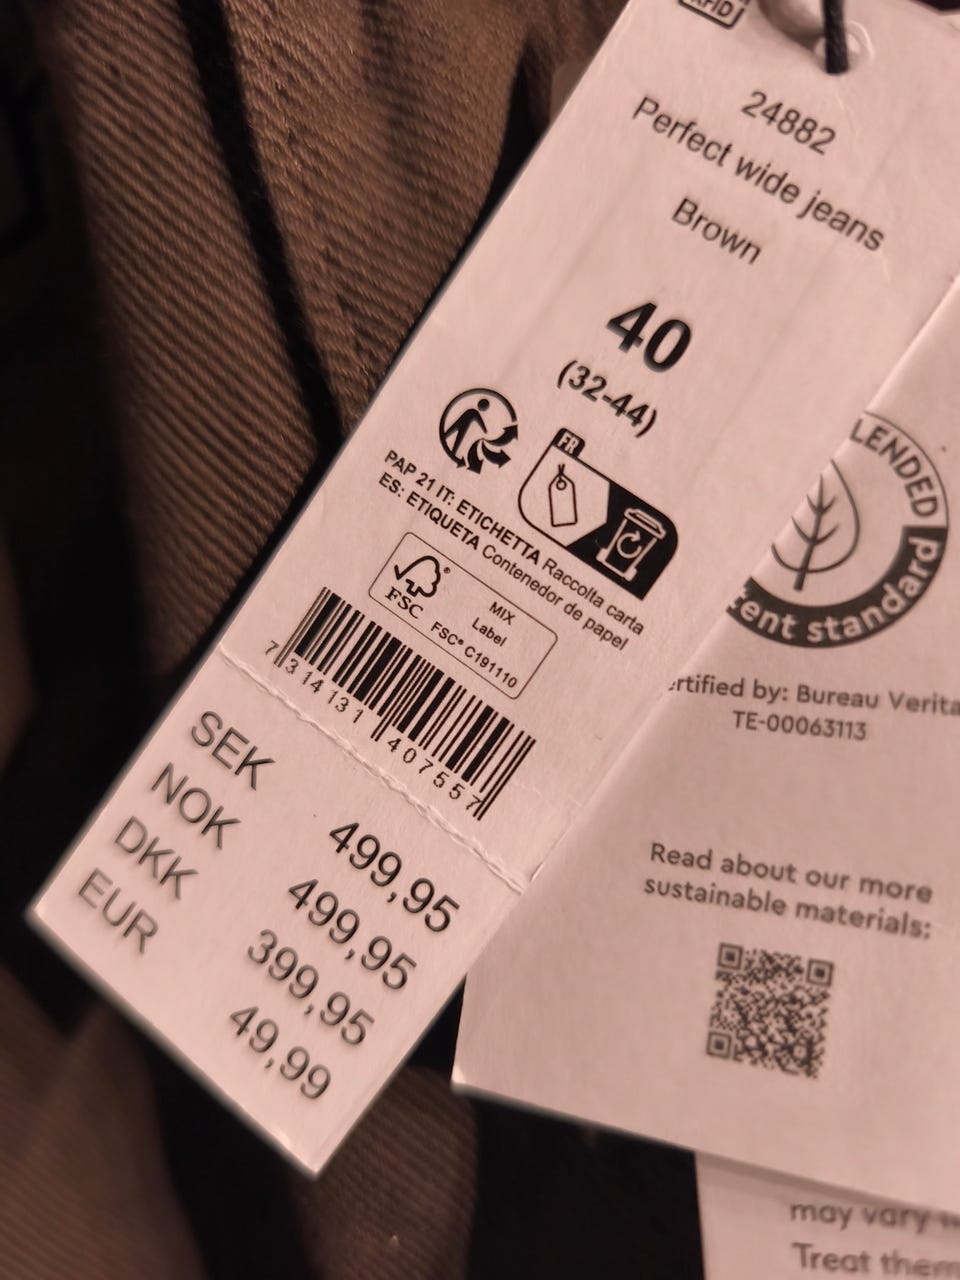 RFID
24882
Perfect wide jeans
Brown
40
(32-44)
FR
PAP 21 IT: ETICHETTA Raccolta carta
ES: ETIQUETA Contenedor de papel
FSC®
MIX
Label
FSC® C191110
7 314131 407557
SEK 499,95
NOK 499,95
DKK 399,95
EUR 49,99
LENDED
tent standard
ertified by: Bureau Verita
TE-00063113
Read about our more
sustainable materials:
may vary
Treat them